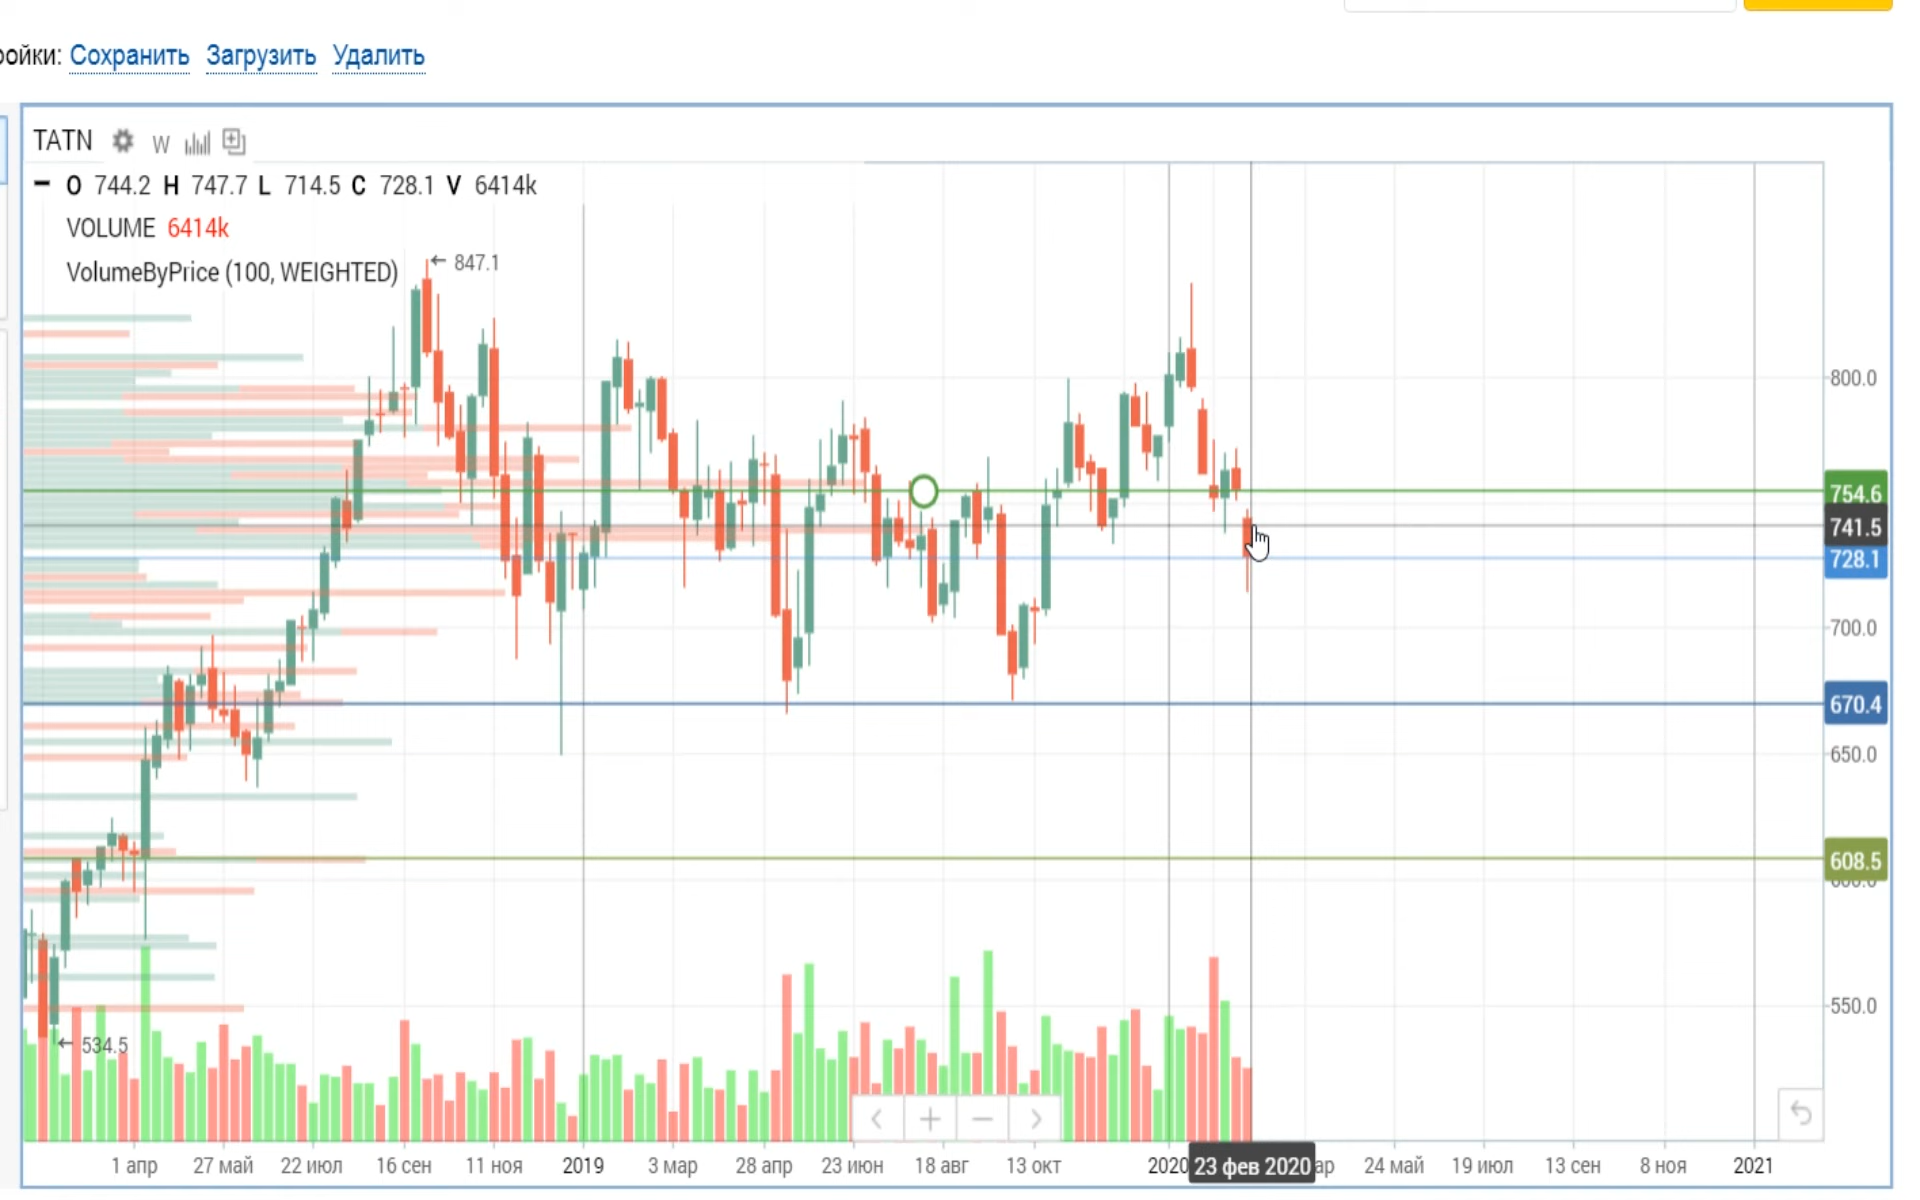 ройки: Сохранить Загрузить Удалить
TATN W
O 744.2 H 747.7 L 714.5 C 728.1 V 6414k
VOLUME 6414k
VolumeByPrice (100, WEIGHTED)
← 847.1
800.0
754.6
741.5
728.1
700.0
670.4
650.0
608.5
600.0
550.0
← 534.5
1 апр 27 май 22 июл 16 сен 11 ноя 2019 3 мар 28 апр 23 июн 18 авг 13 окт 2020 23 фев 2020 ар 24 май 19 июл 13 сен 8 ноя 2021